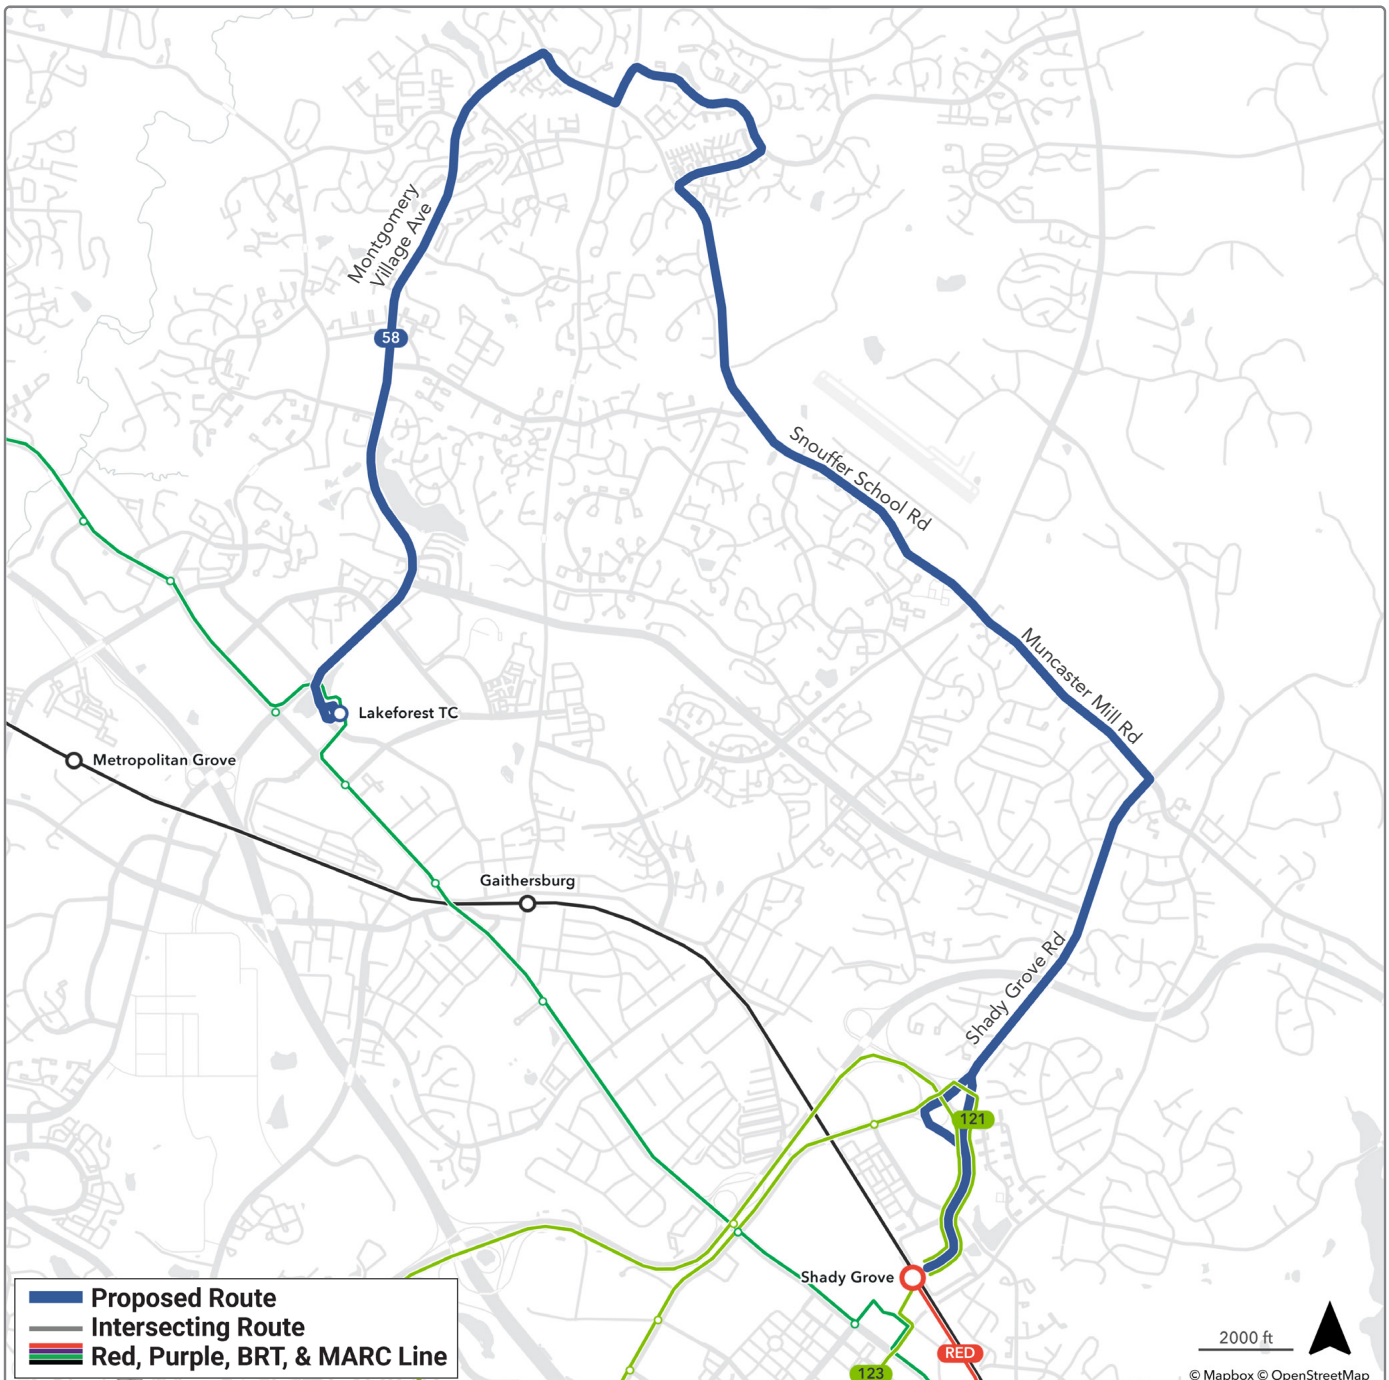 Montgomery
Village Ave
58
Snouffer School Rd
Muncaster Mill Rd
Lakeforest TC
Metropolitan Grove
Gaithersburg
Shady Grove Rd
121
Shady Grove
RED
123
Proposed Route
Intersecting Route
Red, Purple, BRT, & MARC Line
2000 ft
© Mapbox © OpenStreetMap